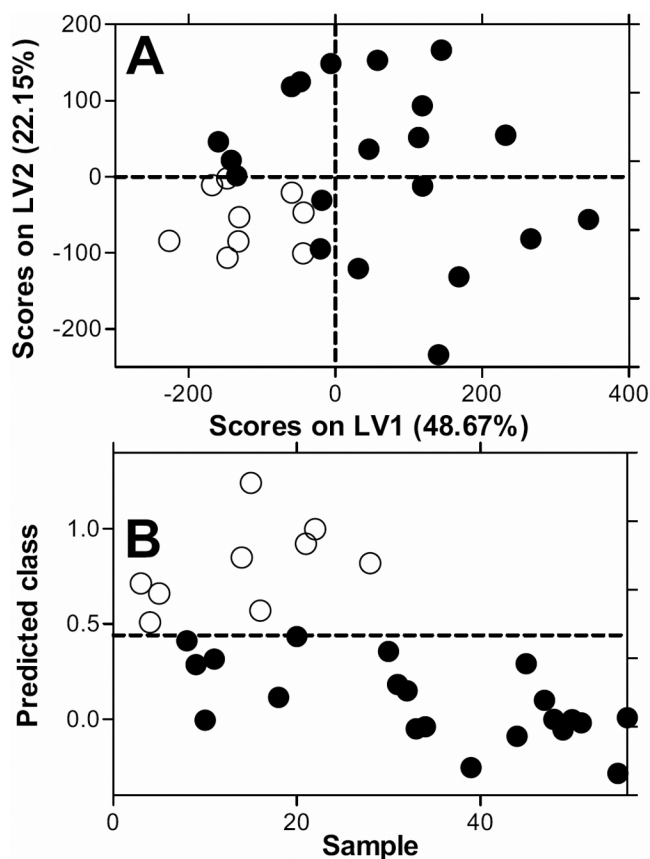 A
200
100
0
-100
-200
Scores on LV2 (22.15%)
-200 0 200 400
Scores on LV1 (48.67%)
B
1.0
0.5
0.0
Predicted class
0 20 40
Sample